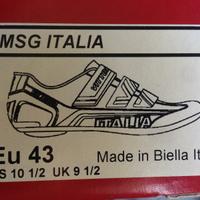 MSG ITALIA
ITALIA
Eu 43
Made in Biella It
S 10 1/2 UK 9 1/2